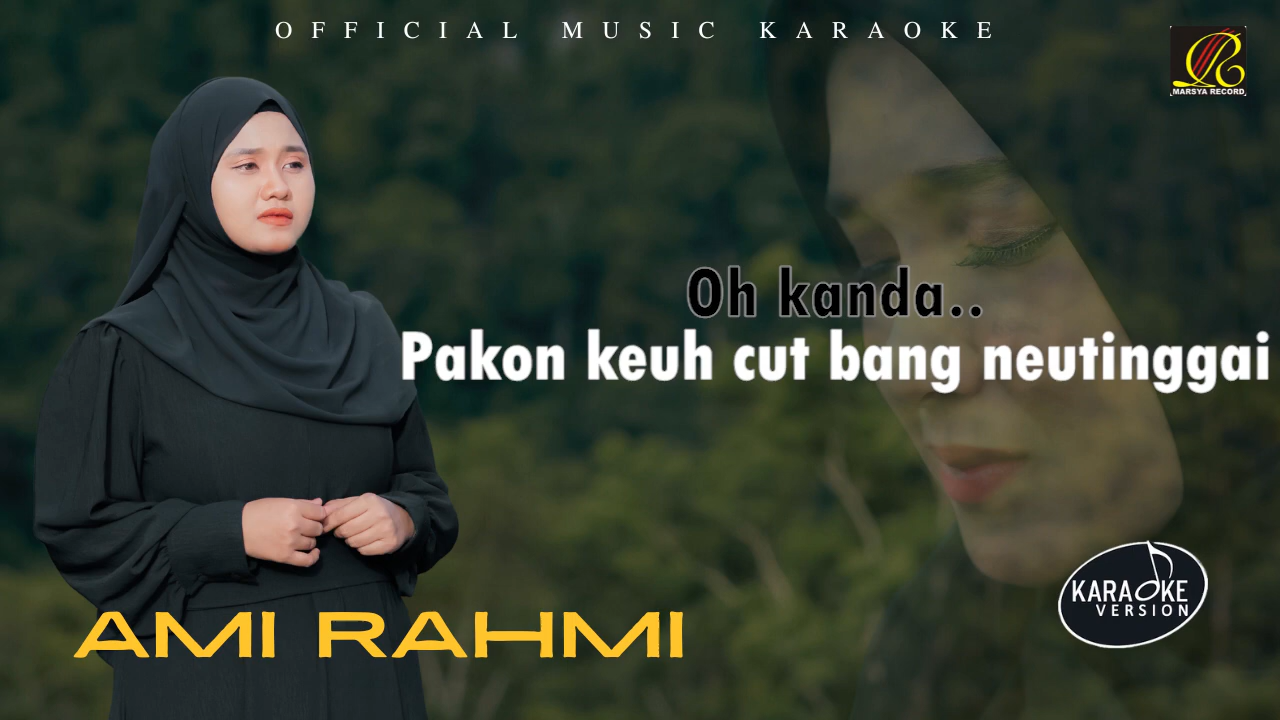 OFFICIAL MUSIC KARAOKE
MARSYA RECORD
Oh kanda..
Pakon keuh cut bang neutinggai
KARAOKE
VERSION
AMI RAHMI